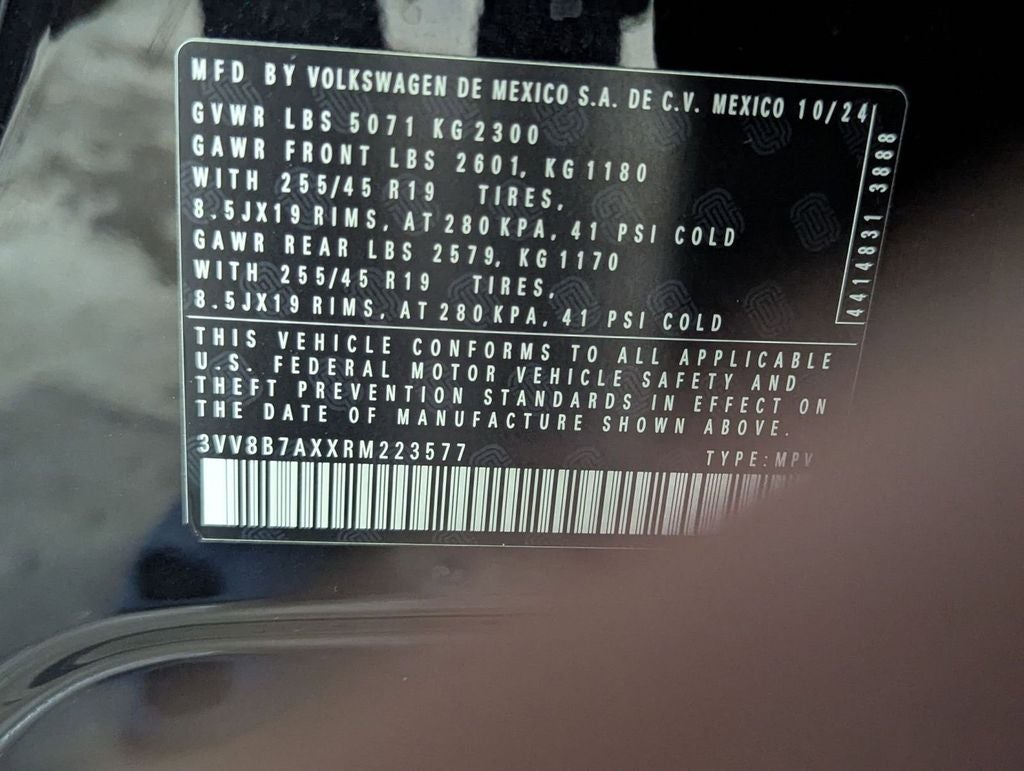 MFD BY VOLKSWAGEN DE MEXICO S.A. DE C.V. MEXICO 10/24
GVWR LBS 5071 KG 2300
GAWR FRONT LBS 2601, KG 1180
WITH 255/45 R19 TIRES,
8.5JX19 RIMS, AT 280 KPA, 41 PSI COLD
GAWR REAR LBS 2579, KG 1170
WITH 255/45 R19 TIRES,
8.5JX19 RIMS, AT 280 KPA, 41 PSI COLD
4414831 3888
THIS VEHICLE CONFORMS TO ALL APPLICABLE
U.S. FEDERAL MOTOR VEHICLE SAFETY AND
THEFT PREVENTION STANDARDS IN EFFECT ON
THE DATE OF MANUFACTURE SHOWN ABOVE.
3VV8B7AXXRM223577
TYPE: MPV